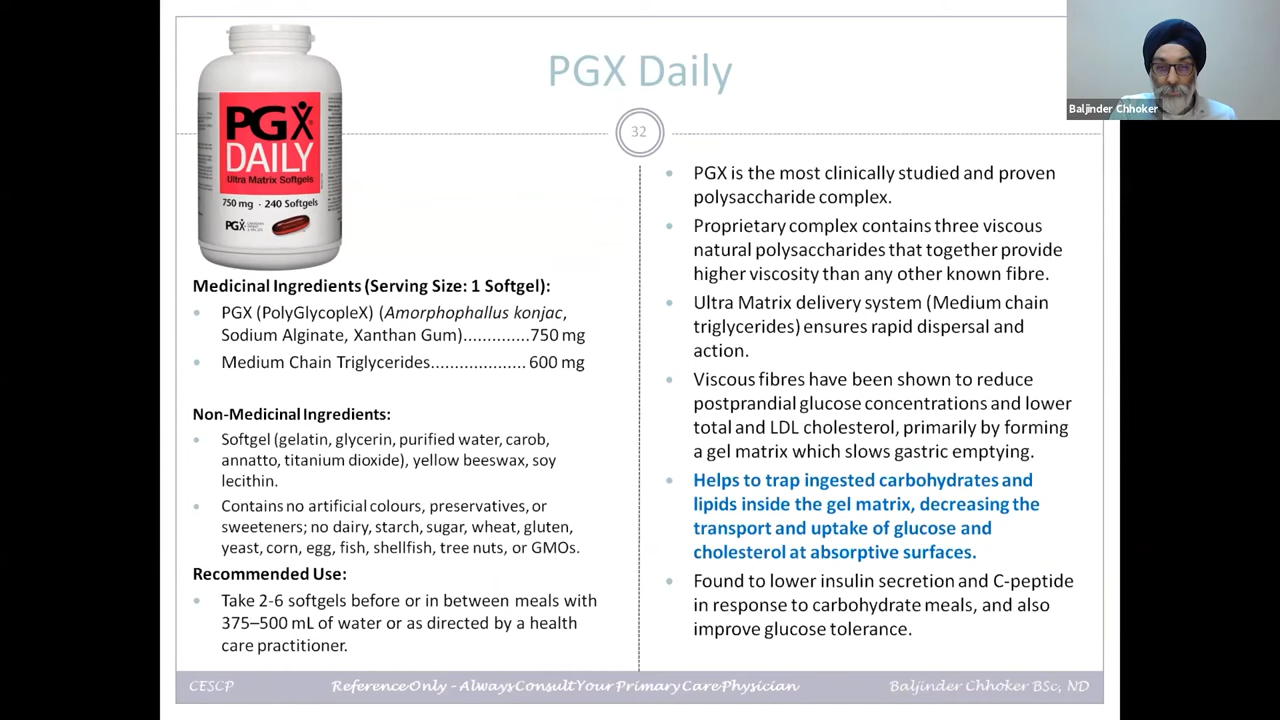 PGX Daily
Baljinder Chhoker
32
PGX
DAILY
Ultra Matrix Softgels
750 mg · 240 Softgels
PGX
Medicinal Ingredients (Serving Size: 1 Softgel):
• PGX (PolyGlycopleX) (Amorphophallus konjac,
Sodium Alginate, Xanthan Gum)..............750 mg
• Medium Chain Triglycerides.................... 600 mg
Non-Medicinal Ingredients:
• Softgel (gelatin, glycerin, purified water, carob,
annatto, titanium dioxide), yellow beeswax, soy
lecithin.
• Contains no artificial colours, preservatives, or
sweeteners; no dairy, starch, sugar, wheat, gluten,
yeast, corn, egg, fish, shellfish, tree nuts, or GMOs.
Recommended Use:
• Take 2-6 softgels before or in between meals with
375–500 mL of water or as directed by a health
care practitioner.
• PGX is the most clinically studied and proven
polysaccharide complex.
• Proprietary complex contains three viscous
natural polysaccharides that together provide
higher viscosity than any other known fibre.
• Ultra Matrix delivery system (Medium chain
triglycerides) ensures rapid dispersal and
action.
• Viscous fibres have been shown to reduce
postprandial glucose concentrations and lower
total and LDL cholesterol, primarily by forming
a gel matrix which slows gastric emptying.
• Helps to trap ingested carbohydrates and
lipids inside the gel matrix, decreasing the
transport and uptake of glucose and
cholesterol at absorptive surfaces.
• Found to lower insulin secretion and C-peptide
in response to carbohydrate meals, and also
improve glucose tolerance.
CESCP
Reference Only - Always Consult Your Primary Care Physician
Baljinder Chhoker BSc, ND